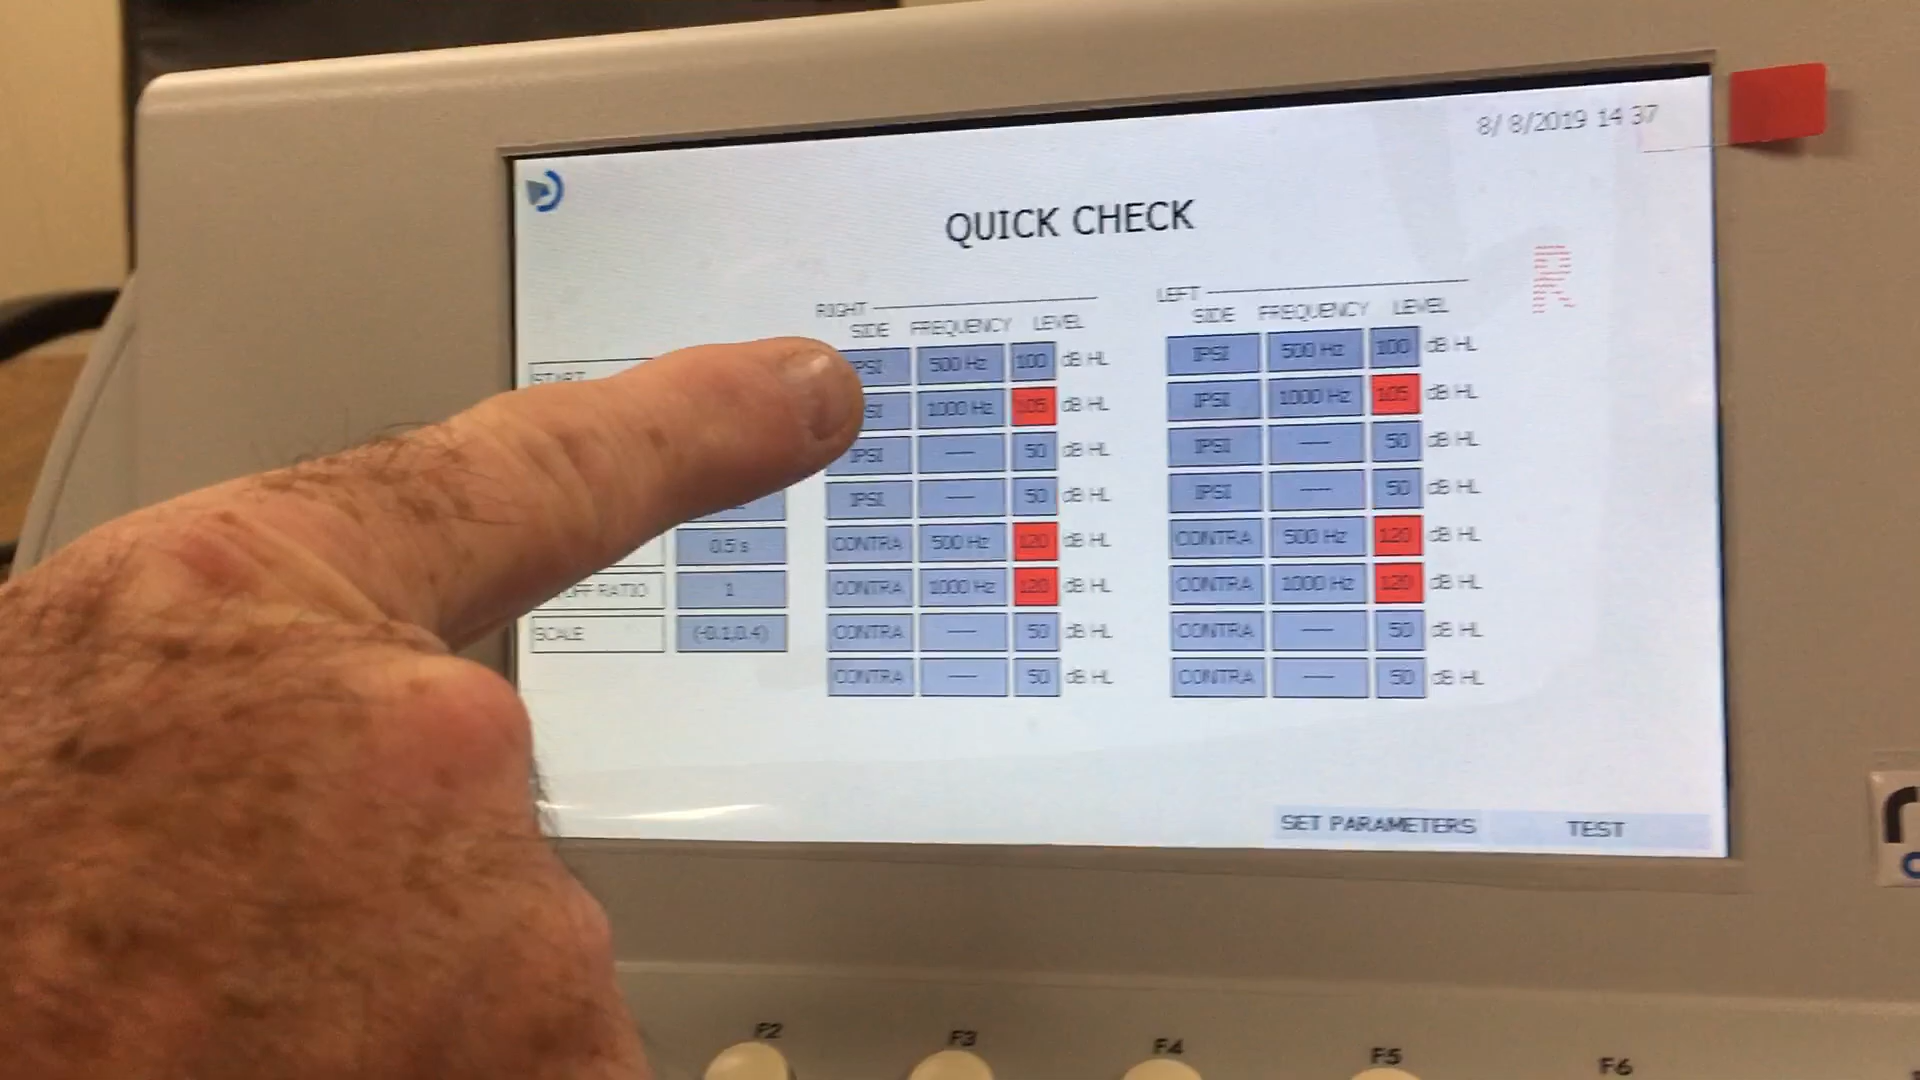 8/ 8/2019 14 37
QUICK CHECK
R
RIGHT
SIDE FREQUENCY LEVEL
500 Hz 100 dB HL
1000 Hz 105 dB HL
IPSI ---- 50 dB HL
IPSI ---- 50 dB HL
CONTRA 500 Hz 120 dB HL
CONTRA 1000 Hz 120 dB HL
CONTRA ---- 50 dB HL
CONTRA ---- 50 dB HL
LEFT
SIDE FREQUENCY LEVEL
IPSI 500 Hz 100 dB HL
IPSI 1000 Hz 105 dB HL
IPSI ---- 50 dB HL
IPSI ---- 50 dB HL
CONTRA 500 Hz 120 dB HL
CONTRA 1000 Hz 120 dB HL
CONTRA ---- 50 dB HL
CONTRA ---- 50 dB HL
START
0.5 s
RATIO 1
SCALE (-0.1,0.4)
SET PARAMETERS TEST
F2 F3 F4 F5 F6